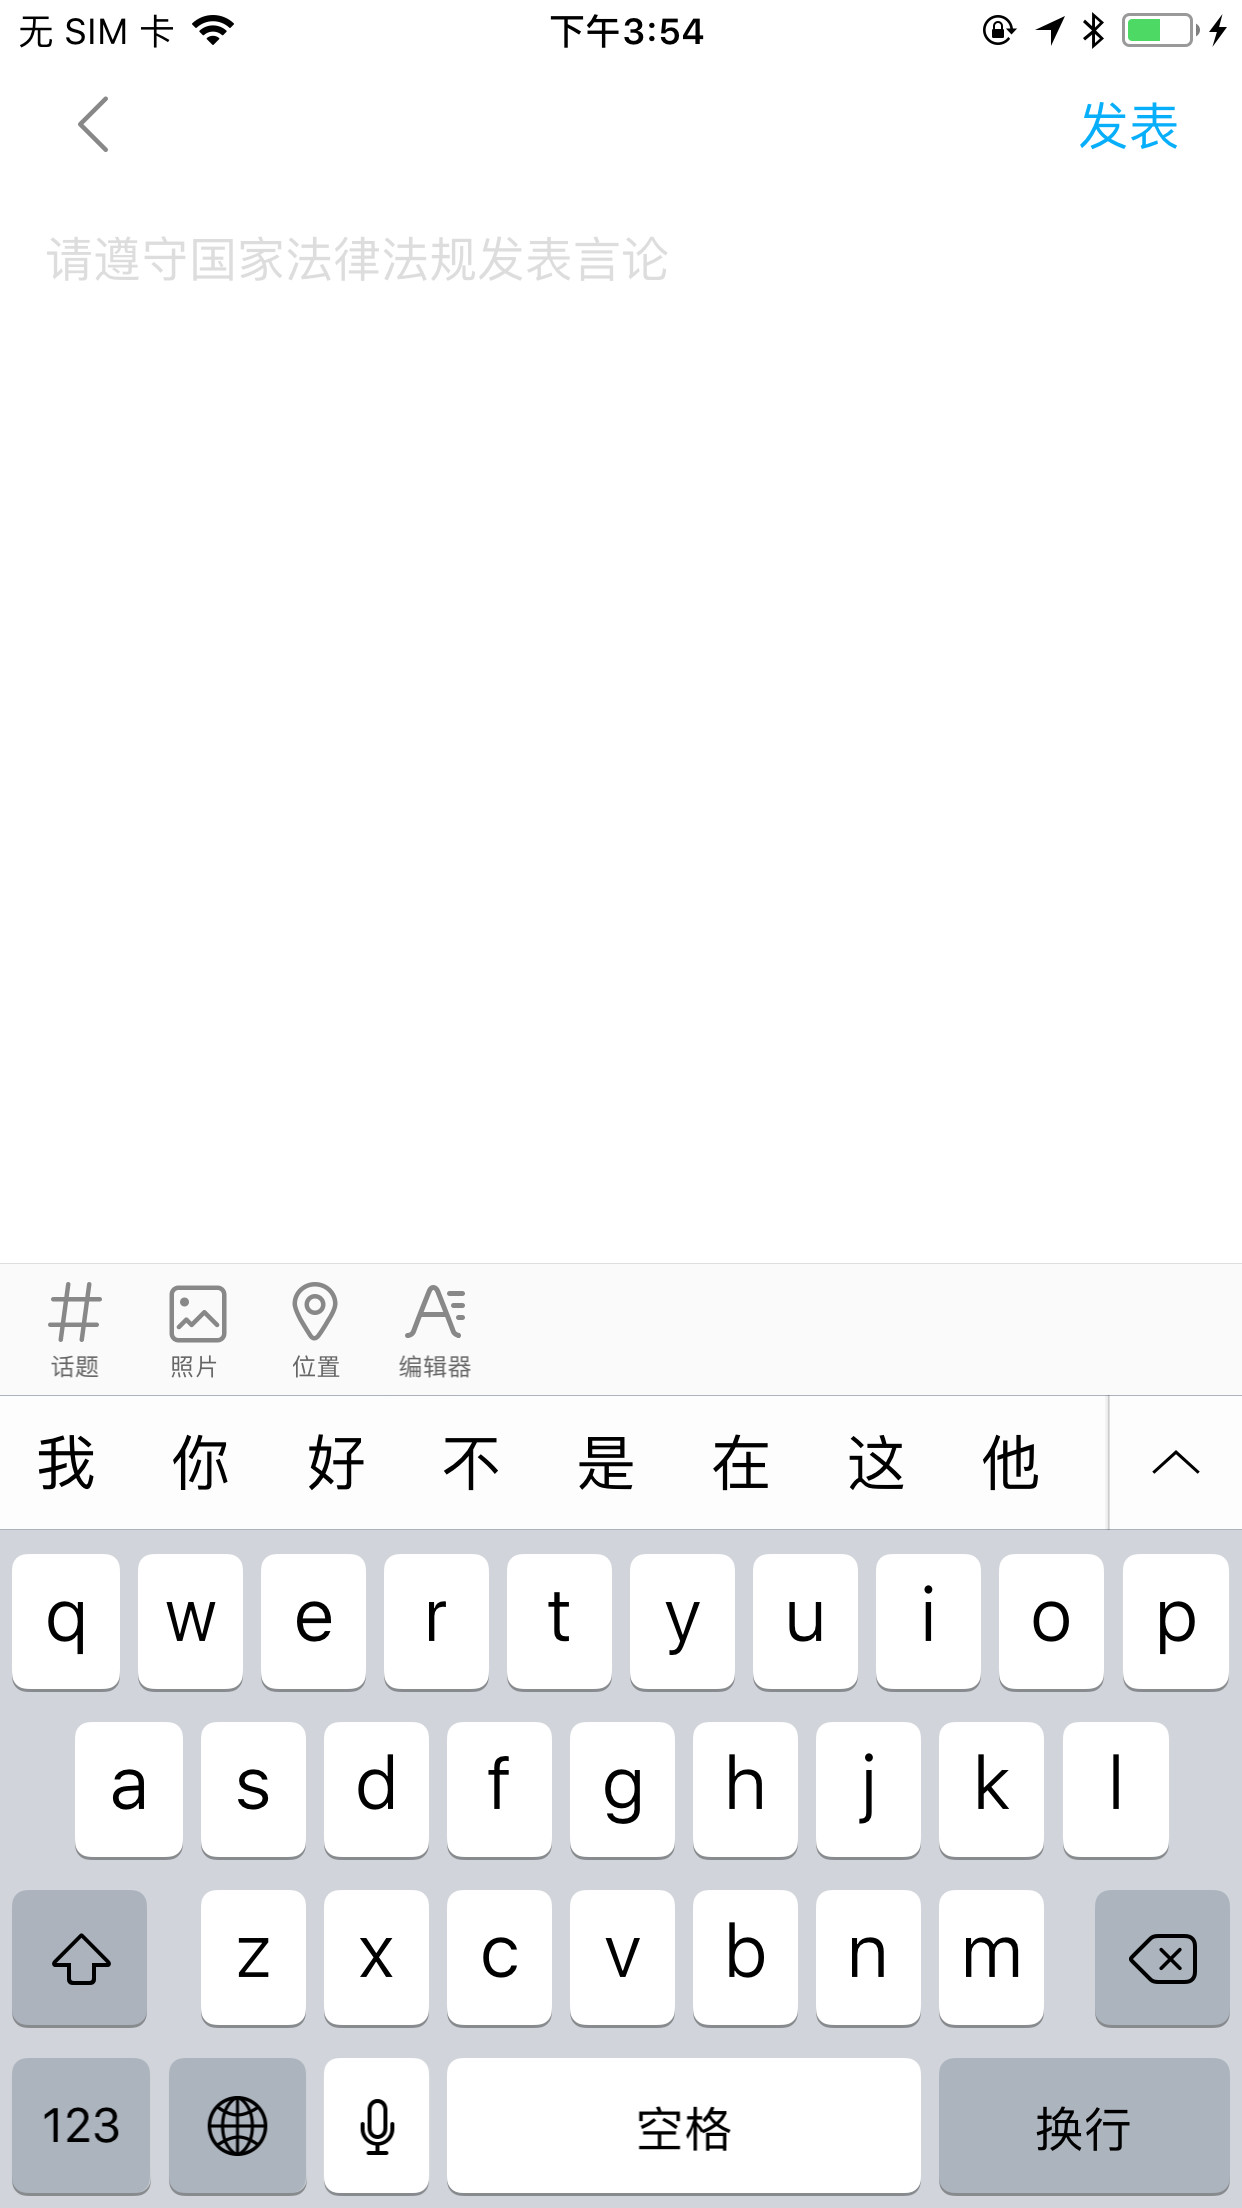 无 SIM 卡 下午3:54
发表
请遵守国家法律法规发表言论
话题 照片 位置 编辑器
我 你 好 不 是 在 这 他
q w e r t y u i o p
a s d f g h j k l
z x c v b n m
123 空格 换行